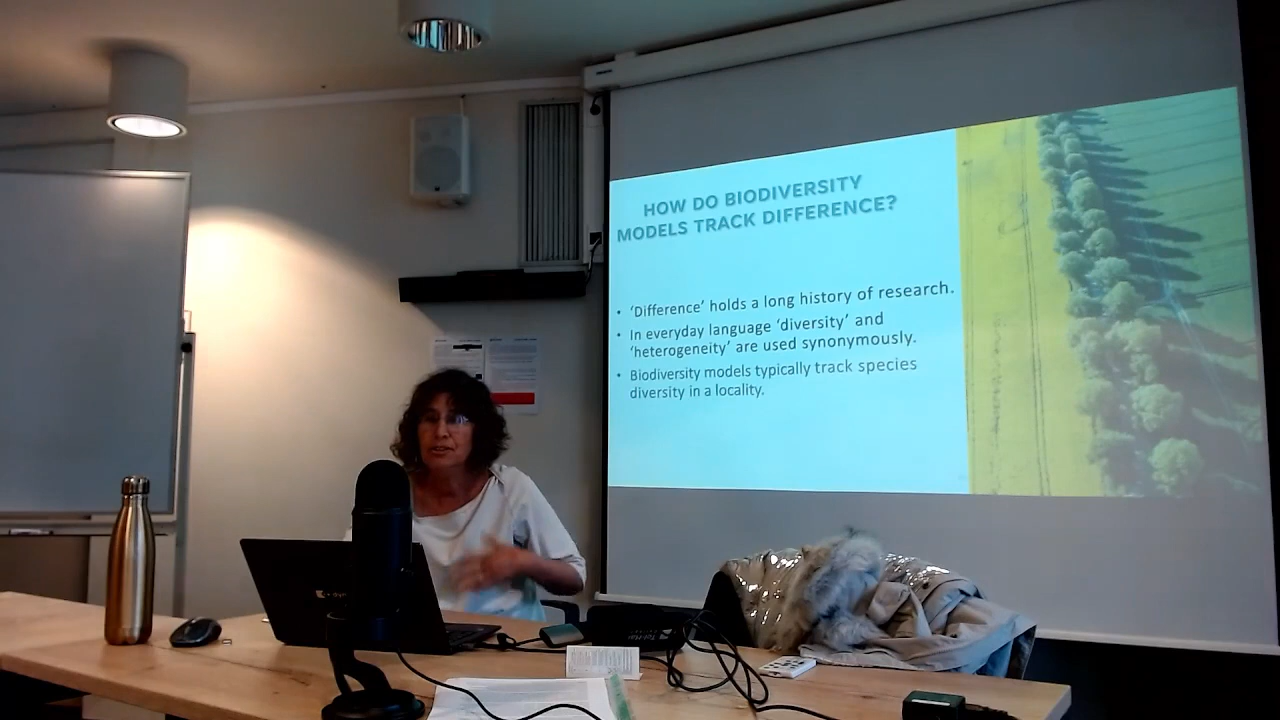 HOW DO BIODIVERSITY
MODELS TRACK DIFFERENCE?
• ‘Difference’ holds a long history of research.
• In everyday language ‘diversity’ and
‘heterogeneity’ are used synonymously.
• Biodiversity models typically track species
diversity in a locality.